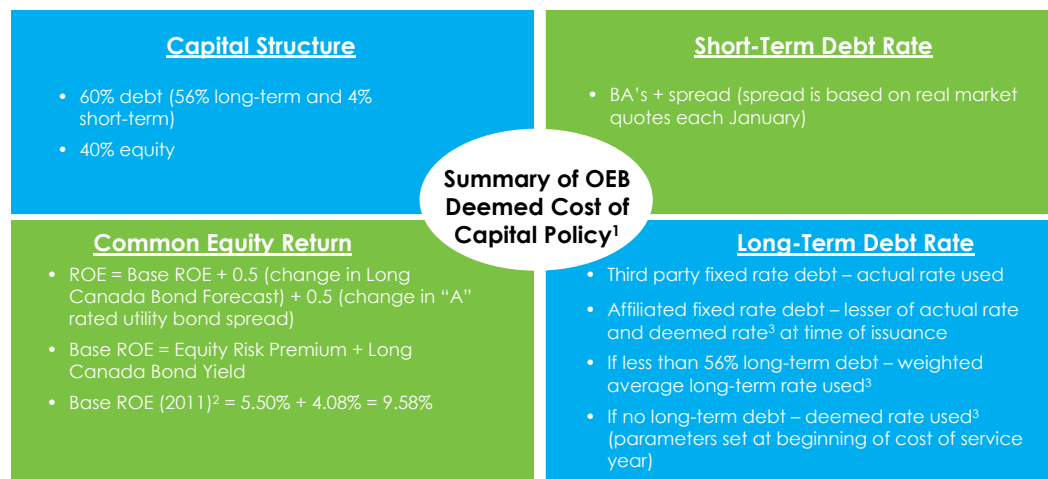 Capital Structure
• 60% debt (56% long-term and 4%
short-term)
• 40% equity
Short-Term Debt Rate
• BA's + spread (spread is based on real market
quotes each January)
Summary of OEB
Deemed Cost of
Capital Policy¹
Common Equity Return
• ROE = Base ROE + 0.5 (change in Long
Canada Bond Forecast) + 0.5 (change in “A”
rated utility bond spread)
• Base ROE = Equity Risk Premium + Long
Canada Bond Yield
• Base ROE (2011)² = 5.50% + 4.08% = 9.58%
Long-Term Debt Rate
• Third party fixed rate debt – actual rate used
• Affiliated fixed rate debt – lesser of actual rate
and deemed rate³ at time of issuance
• If less than 56% long-term debt – weighted
average long-term rate used³
• If no long-term debt – deemed rate used³
(parameters set at beginning of cost of service
year)